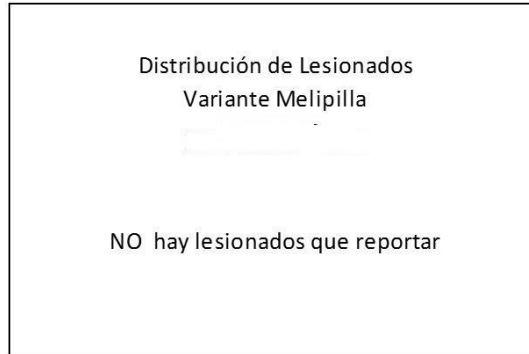 Distribución de Lesionados
Variante Melipilla
NO hay lesionados que reportar